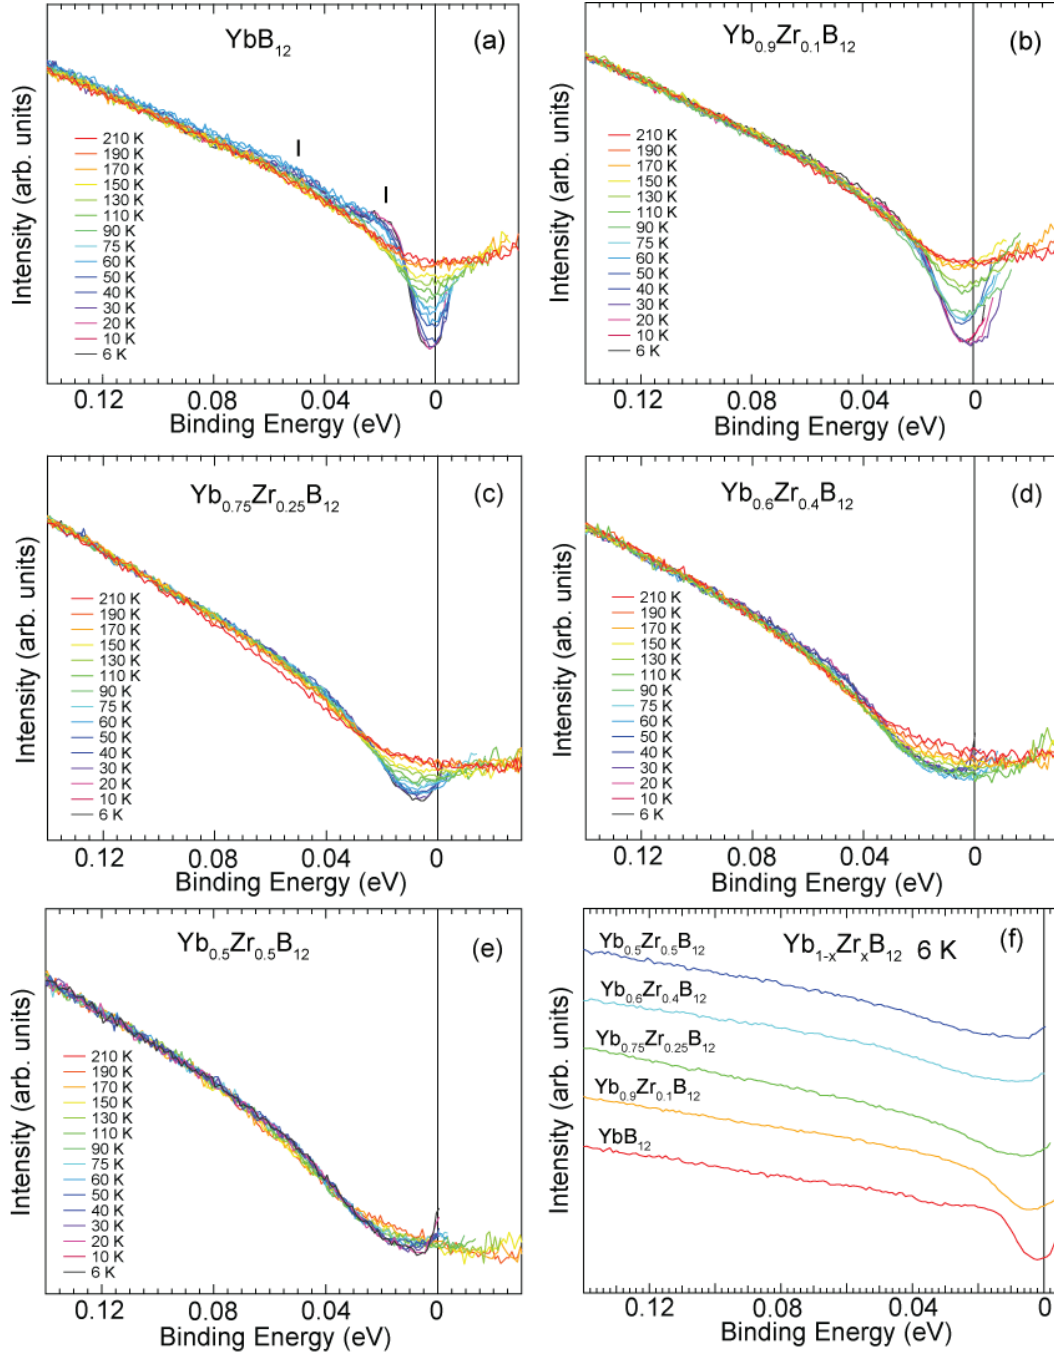 YbB12
(a)
Intensity (arb. units)
210 K
190 K
170 K
150 K
130 K
110 K
90 K
75 K
60 K
50 K
40 K
30 K
20 K
10 K
6 K
0.12 0.08 0.04 0
Binding Energy (eV)
Yb0.9Zr0.1B12
(b)
Intensity (arb. units)
210 K
190 K
170 K
150 K
130 K
110 K
90 K
75 K
60 K
50 K
40 K
30 K
20 K
10 K
6 K
0.12 0.08 0.04 0
Binding Energy (eV)
Yb0.75Zr0.25B12
(c)
Intensity (arb. units)
210 K
190 K
170 K
150 K
130 K
110 K
90 K
75 K
60 K
50 K
40 K
30 K
20 K
10 K
6 K
0.12 0.08 0.04 0
Binding Energy (eV)
Yb0.6Zr0.4B12
(d)
Intensity (arb. units)
210 K
190 K
170 K
150 K
130 K
110 K
90 K
75 K
60 K
50 K
40 K
30 K
20 K
10 K
6 K
0.12 0.08 0.04 0
Binding Energy (eV)
Yb0.5Zr0.5B12
(e)
Intensity (arb. units)
210 K
190 K
170 K
150 K
130 K
110 K
90 K
75 K
60 K
50 K
40 K
30 K
20 K
10 K
6 K
0.12 0.08 0.04 0
Binding Energy (eV)
Yb1-xZrxB12 6 K
(f)
Intensity (arb. units)
Yb0.5Zr0.5B12
Yb0.6Zr0.4B12
Yb0.75Zr0.25B12
Yb0.9Zr0.1B12
YbB12
0.12 0.08 0.04 0
Binding Energy (eV)